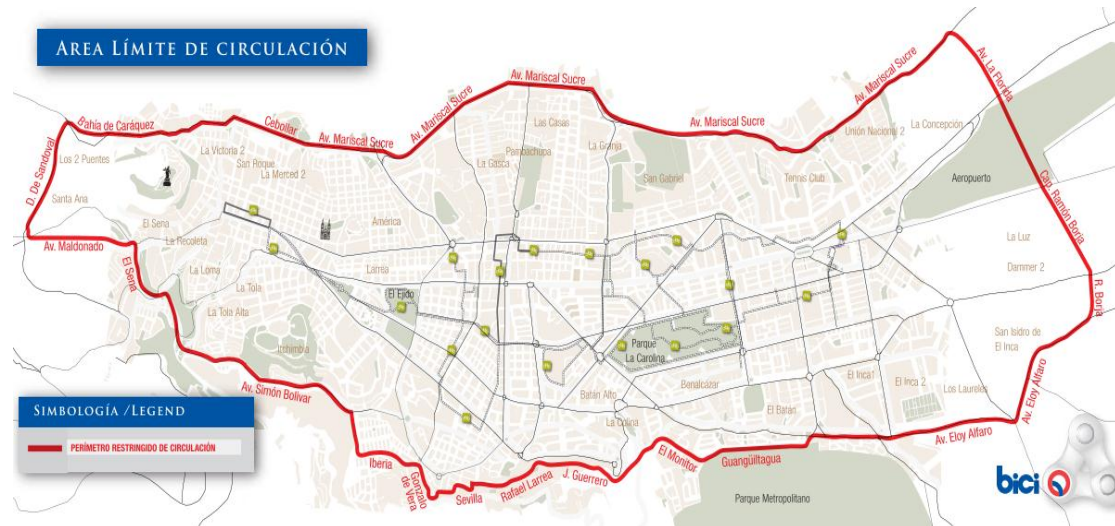 AREA LÍMITE DE CIRCULACIÓN
Av. Mariscal Sucre
Av. Mariscal Sucre
Av. La Florida
Bahía de Caráquez
Cebollar
Av. Mariscal Sucre
Av. Mariscal Sucre
Av. Mariscal Sucre
Las Casas
La Concepción
Unión Nacional 2
La Victoria 2
San Roque
La Merced 2
Los 2 Puentes
La Gasca
Pambachupa
La Granja
San Gabriel
Tennis Club
Aeropuerto
D. De Sandoval
Santa Ana
Cap. Ramón Borja
El Sena
América
La Recoleta
Av. Maldonado
La Luz
Larrea
Dammer 2
El Sena
La Loma
La Tola
El Ejido
R. Borja
La Tola Alta
San Isidro de
El Inca
Itchimbia
Parque
La Carolina
El Inca1
El Inca 2
Los Laureles
Benalcázar
Batán Alto
Av. Simón Bolivar
El Batán
La Colina
Av. Eloy Alfaro
Av. Eloy Alfaro
SIMBOLOGÍA /LEGEND
PERÍMETRO RESTRINGIDO DE CIRCULACIÓN
Iberia
Gonzalo
de Vera
Sevilla
Rafael Larrea
J. Guerrero
El Monitor
Guangüiltagua
Parque Metropolitano
bici Q